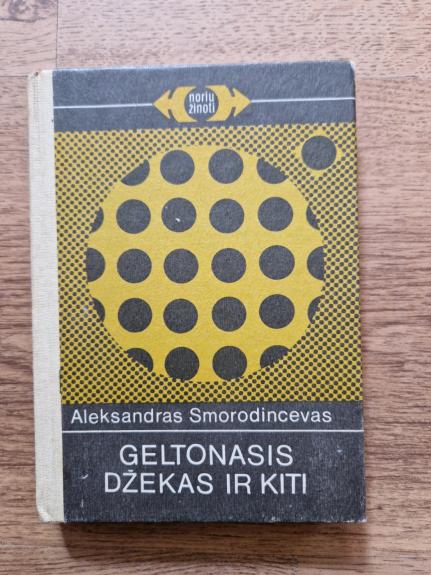 noriu
žinoti
Aleksandras Smorodincevas
GELTONASIS
DŽEKAS IR KITI